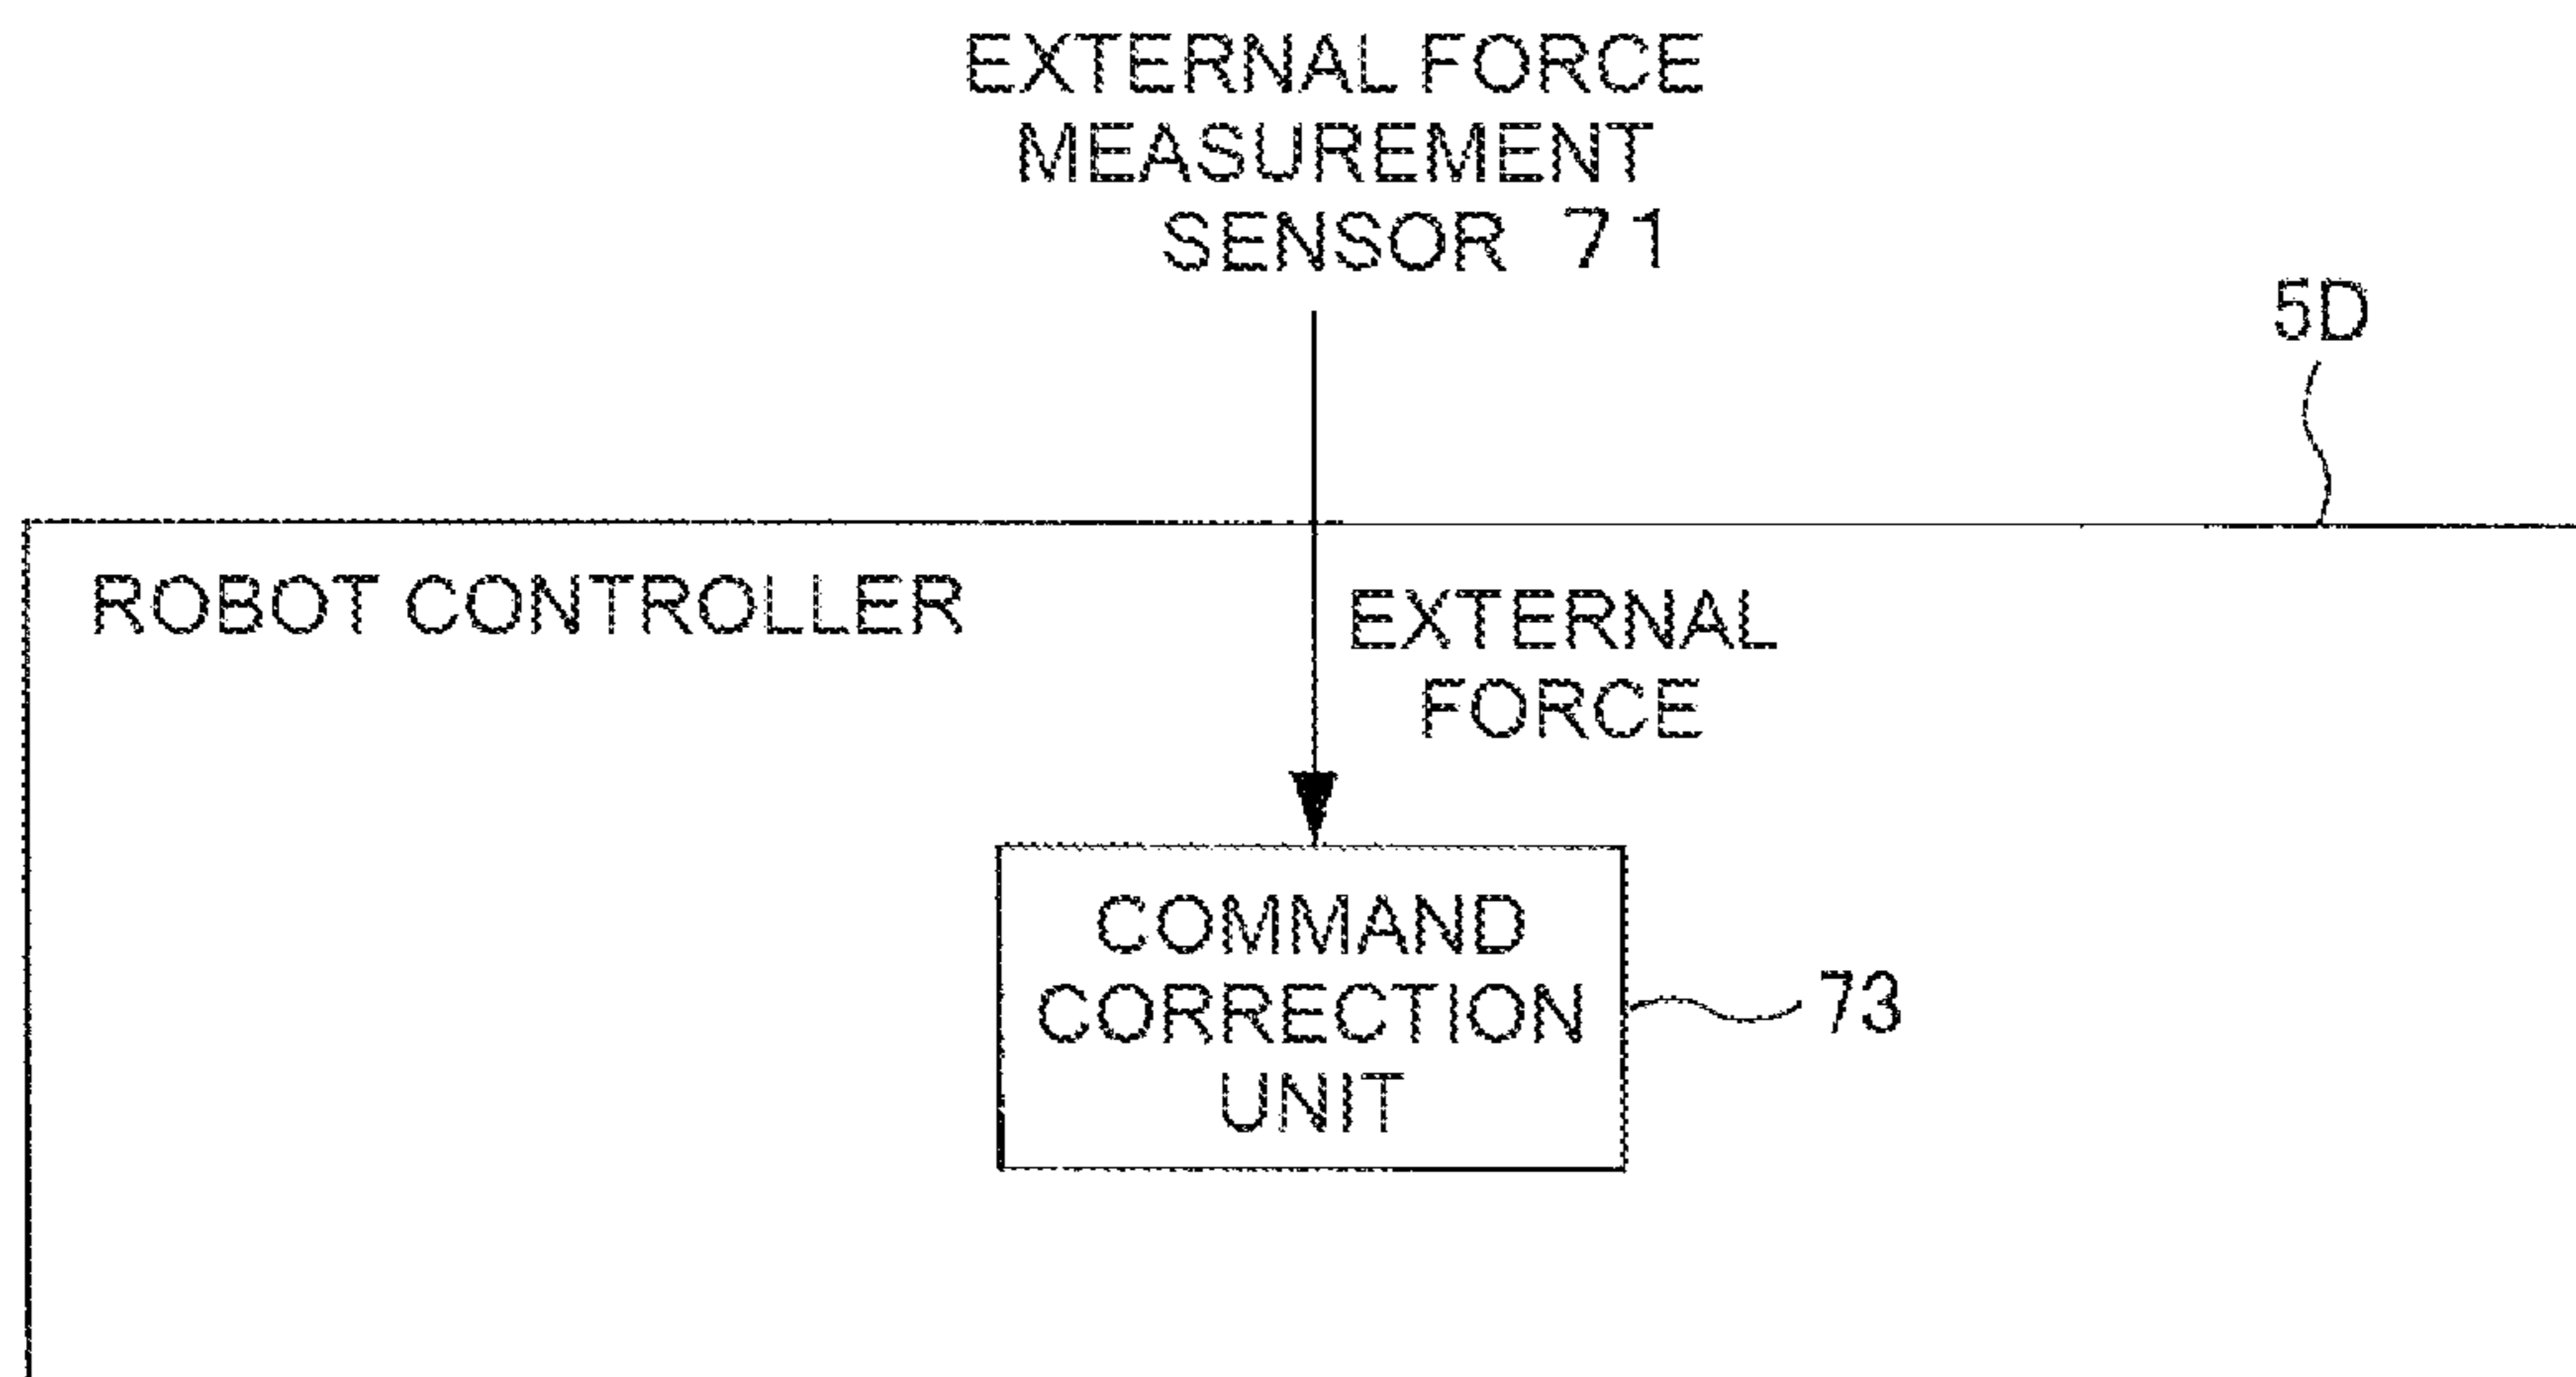 EXTERNAL FORCE
MEASUREMENT
SENSOR 71
5D
ROBOT CONTROLLER
EXTERNAL
FORCE
COMMAND
CORRECTION
UNIT
73